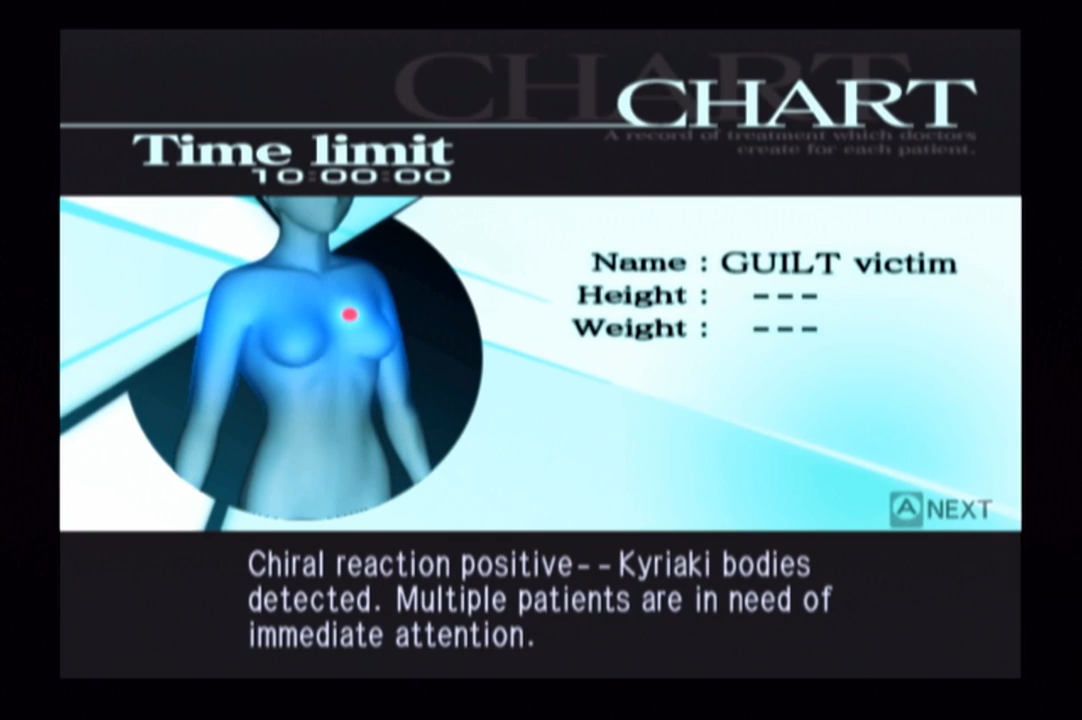 CHART
CHART
A record of treatment which doctors
create for each patient.
Time limit
10:00:00
Name : GUILT victim
Height : ---
Weight : ---
A NEXT
Chiral reaction positive--Kyriaki bodies
detected. Multiple patients are in need of
immediate attention.